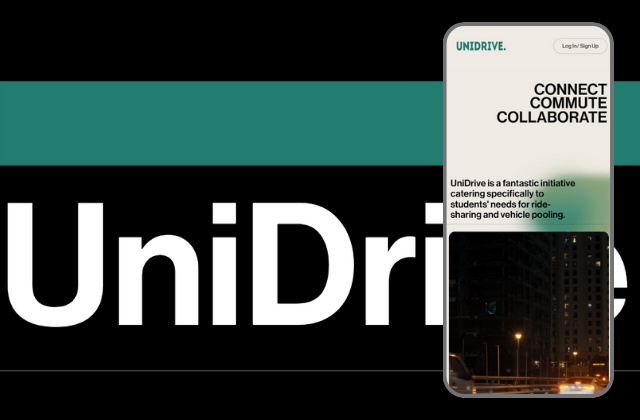 UNIDRIVE.
Log In/ Sign Up
CONNECT
COMMUTE
COLLABORATE
UniDrive is a fantastic initiative
catering specifically to
students' needs for ride-
sharing and vehicle pooling.
UniDrive